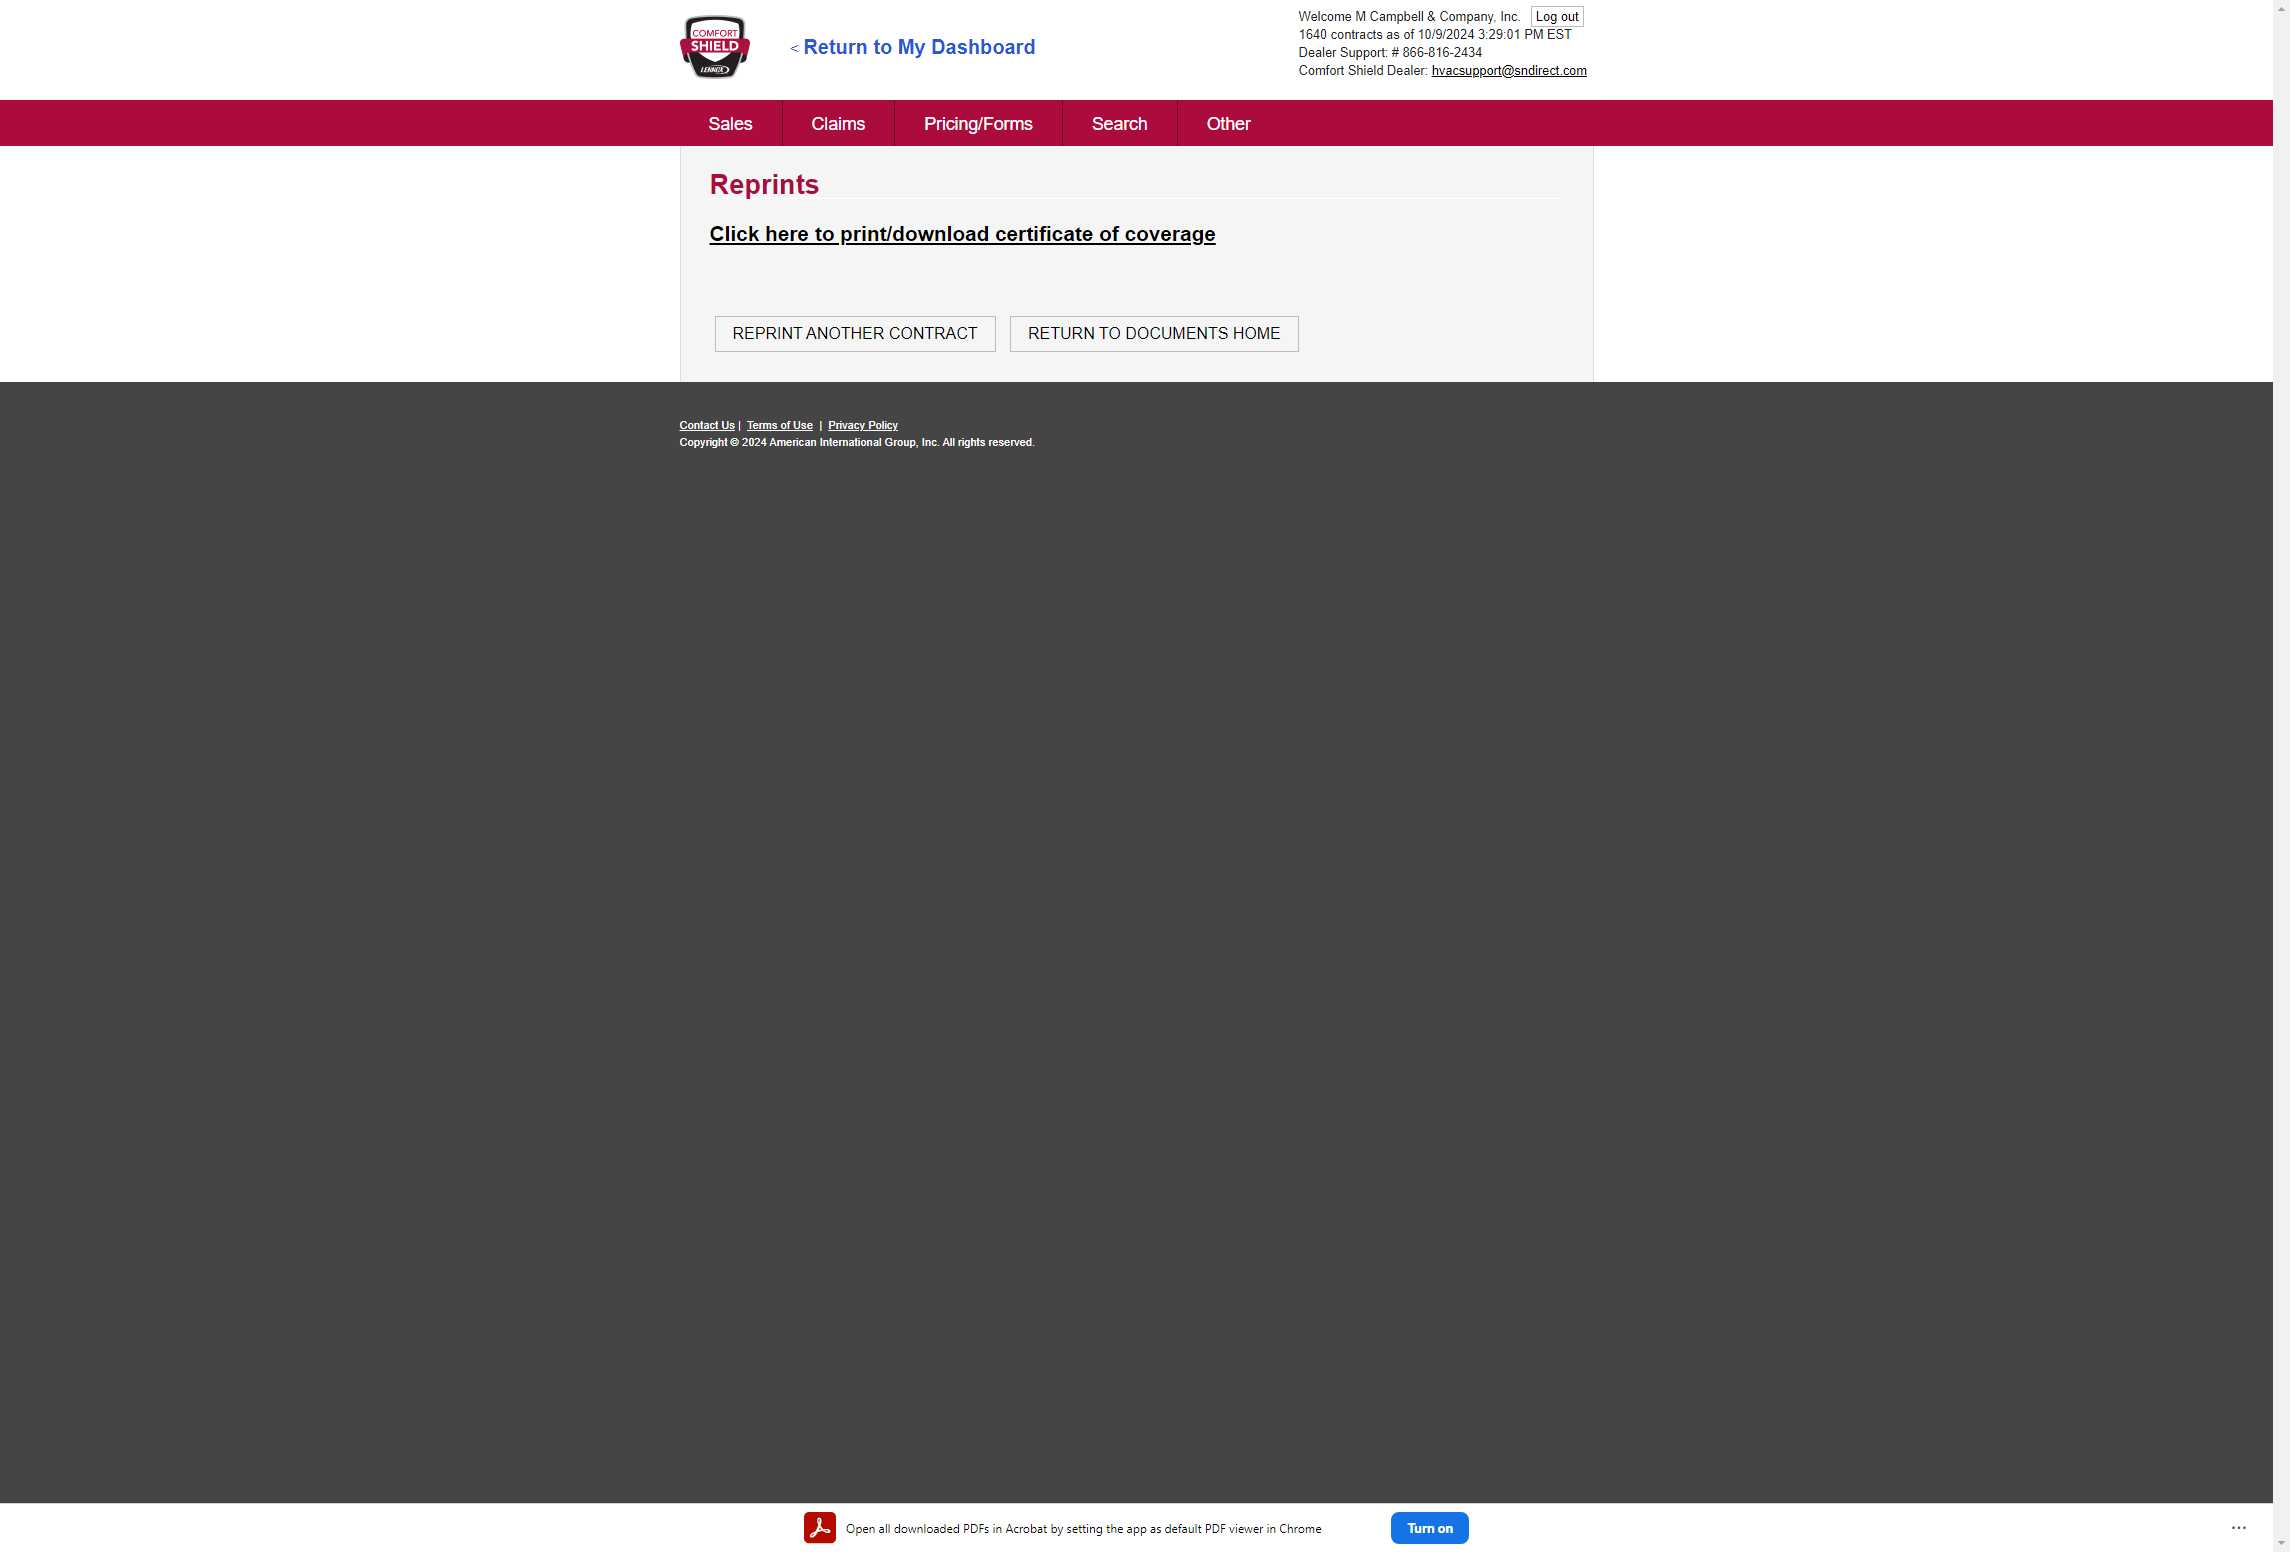 COMFORT
SHIELD
LENNOX
< Return to My Dashboard
Welcome M Campbell & Company, Inc. Log out
1640 contracts as of 10/9/2024 3:29:01 PM EST
Dealer Support: # 866-816-2434
Comfort Shield Dealer: hvacsupport@sndirect.com
Sales Claims Pricing/Forms Search Other
Reprints
Click here to print/download certificate of coverage
REPRINT ANOTHER CONTRACT RETURN TO DOCUMENTS HOME
Contact Us | Terms of Use | Privacy Policy
Copyright © 2024 American International Group, Inc. All rights reserved.
Open all downloaded PDFs in Acrobat by setting the app as default PDF viewer in Chrome Turn on ...